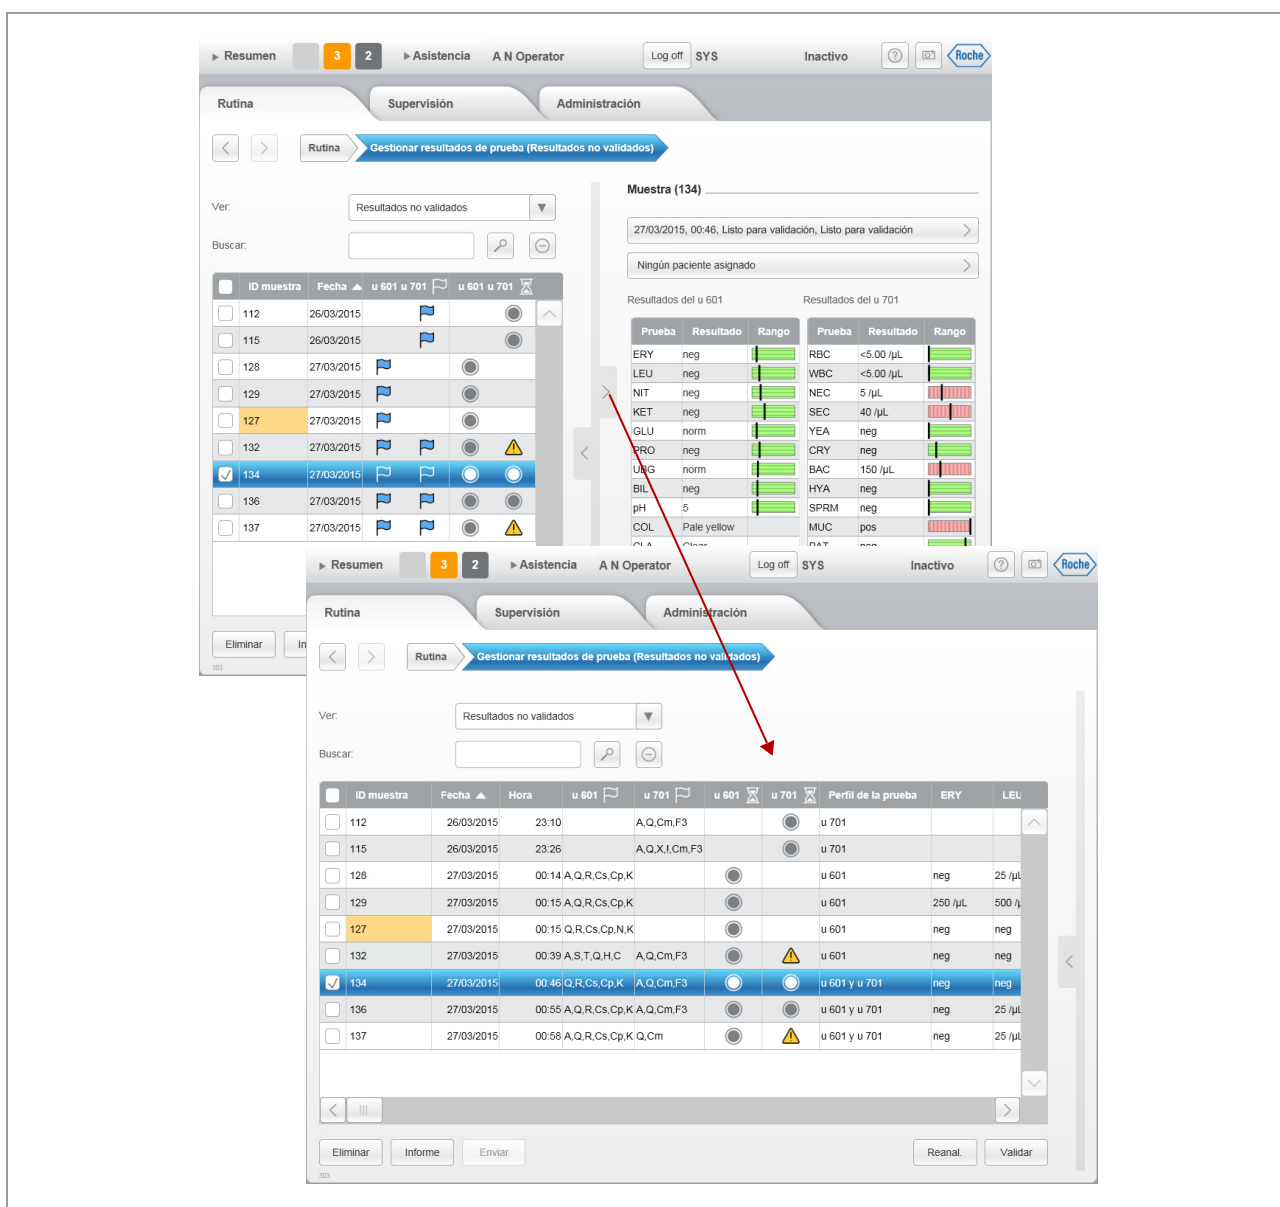 Resumen 3 2 Asistencia A N Operator Log off SYS Inactivo ? Roche
Rutina Supervisión Administración
Rutina Gestionar resultados de prueba (Resultados no validados)
Ver: Resultados no validados
Buscar:
ID muestra Fecha u 601 u 701 u 601 u 701
112 26/03/2015
115 26/03/2015
128 27/03/2015
129 27/03/2015
127 27/03/2015
132 27/03/2015
134 27/03/2015
136 27/03/2015
137 27/03/2015
Eliminar In
303
Muestra (134)
27/03/2015, 00:46, Listo para validación, Listo para validación
Ningún paciente asignado
Resultados del u 601 Resultados del u 701
Prueba Resultado Rango Prueba Resultado Rango
ERY neg RBC <5.00 /µL
LEU neg WBC <5.00 /µL
NIT neg NEC 5 /µL
KET neg SEC 40 /µL
GLU norm YEA neg
PRO neg CRY neg
UBG norm BAC 150 /µL
BIL neg HYA neg
pH 5 SPRM neg
COL Pale yellow MUC pos
CLA Clear PAT neg
Resumen 3 2 Asistencia A N Operator Log off SYS Inactivo ? Roche
Rutina Supervisión Administración
Rutina Gestionar resultados de prueba (Resultados no validados)
Ver: Resultados no validados
Buscar:
ID muestra Fecha Hora u 601 u 701 u 601 u 701 Perfil de la prueba ERY LEU
112 26/03/2015 23:10 A,Q,Cm,F3 u 701
115 26/03/2015 23:26 A,Q,X,!,Cm,F3 u 701
128 27/03/2015 00:14 A,Q,R,Cs,Cp,K u 601 neg 25 /µL
129 27/03/2015 00:15 A,Q,R,Cs,Cp,K u 601 250 /µL 500 /µ
127 27/03/2015 00:15 Q,R,Cs,Cp,N,K u 601 neg neg
132 27/03/2015 00:39 A,S,T,Q,H,C A,Q,Cm,F3 u 601 neg neg
134 27/03/2015 00:46 Q,R,Cs,Cp,K A,Q,Cm,F3 u 601 y u 701 neg neg
136 27/03/2015 00:55 A,Q,R,Cs,Cp,K A,Q,Cm,F3 u 601 y u 701 neg 25 /µL
137 27/03/2015 00:58 A,Q,R,Cs,Cp,K Q,Cm u 601 y u 701 neg 25 /µL
Eliminar Informe Enviar Reanal. Validar
303